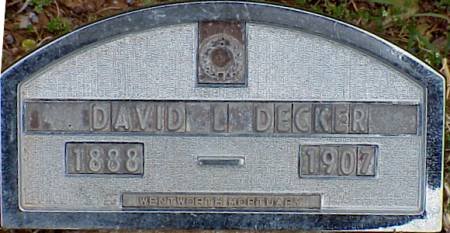 DAVID L DECKER
1888 — 1907
WENTWORTH MORTUARY